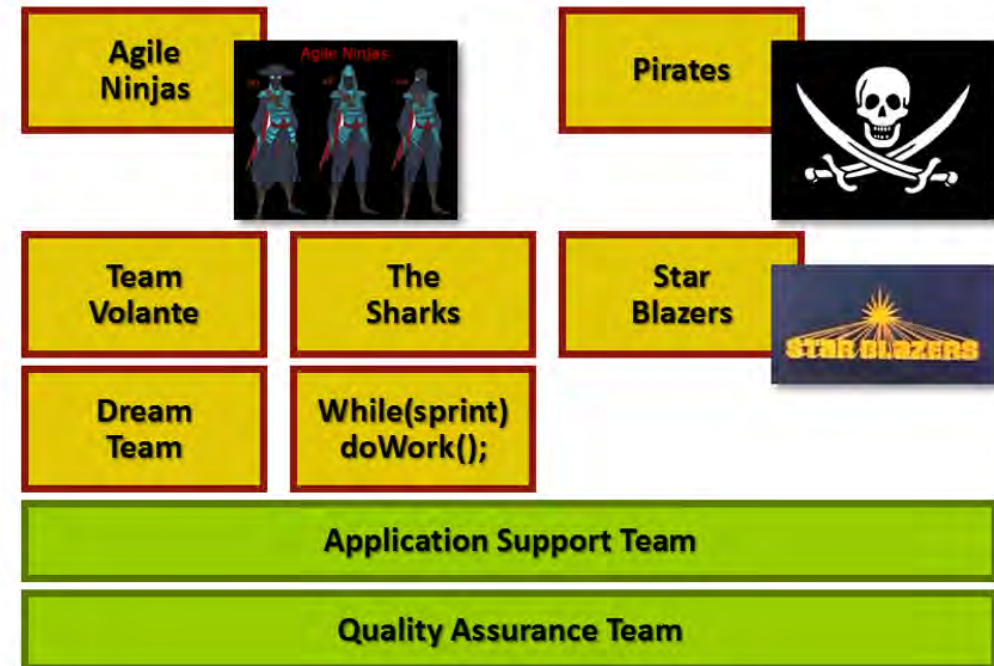 Agile
Ninjas
Agile Ninjas
Pirates
Team
Volante
The
Sharks
Star
Blazers
STAR BLAZERS
Dream
Team
While(sprint)
doWork();
Application Support Team
Quality Assurance Team